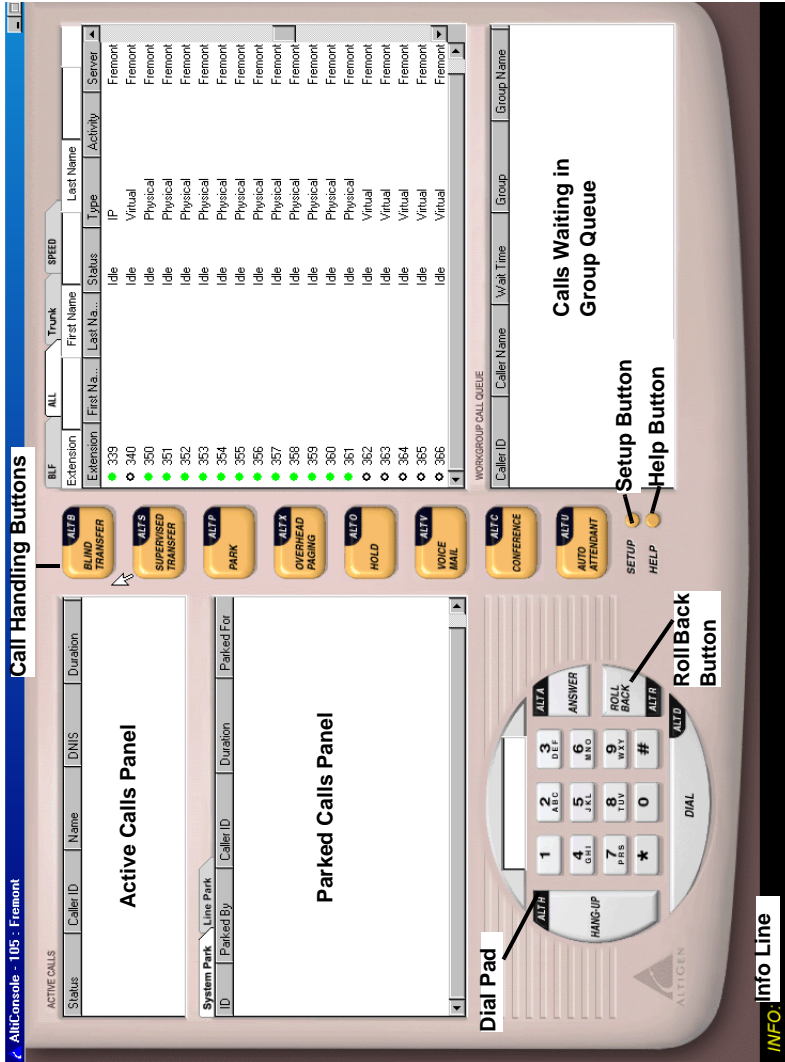 AltiConsole - 105 : Fremont
Call Handling Buttons
ACTIVE CALLS
Status Caller ID Name DNIS Duration
Active Calls Panel
System Park Line Park
ID Parked By Caller ID Duration Parked For
Parked Calls Panel
ALT B
BLIND
TRANSFER
ALT S
SUPERVISED
TRANSFER
ALT P
PARK
ALT X
OVERHEAD
PAGING
ALT O
HOLD
ALT V
VOICE
MAIL
ALT C
CONFERENCE
ALT U
AUTO
ATTENDANT
SETUP
HELP
Setup Button
Help Button
BLF ALL Trunk SPEED
Extension First Name Last Name
Extension First Na... Last Na... Status Type Activity Server
339 Idle IP Fremont
340 Idle Virtual Fremont
350 Idle Physical Fremont
351 Idle Physical Fremont
352 Idle Physical Fremont
353 Idle Physical Fremont
354 Idle Physical Fremont
355 Idle Physical Fremont
356 Idle Physical Fremont
357 Idle Physical Fremont
358 Idle Physical Fremont
359 Idle Physical Fremont
360 Idle Physical Fremont
361 Idle Physical Fremont
362 Idle Virtual Fremont
363 Idle Virtual Fremont
364 Idle Virtual Fremont
365 Idle Virtual Fremont
366 Idle Virtual Fremont
WORKGROUP CALL QUEUE
Caller ID Caller Name Wait Time Group Group Name
Calls Waiting in
Group Queue
Dial Pad
ALT H
HANG-UP
1
2 ABC
3 DEF
4 GHI
5 JKL
6 MNO
7 PRS
8 TUV
9 WXY
*
0
#
ALT A
ANSWER
ROLL
BACK
ALT R
ALT D
DIAL
Roll Back
Button
ALTIGEN
INFO:
Info Line